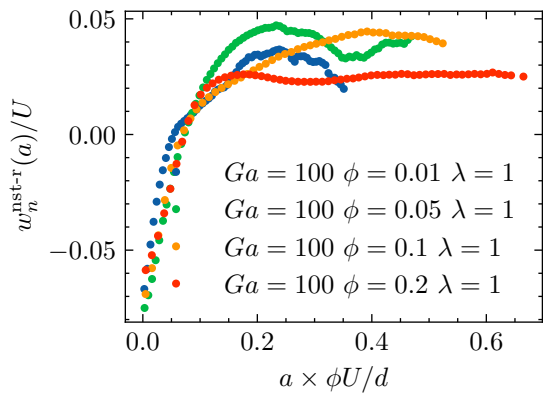 0.05
0.00
−0.05
w_n^{nst-r}(a)/U
Ga = 100 ϕ = 0.01 λ = 1
Ga = 100 ϕ = 0.05 λ = 1
Ga = 100 ϕ = 0.1 λ = 1
Ga = 100 ϕ = 0.2 λ = 1
0.0 0.2 0.4 0.6
a × ϕU/d